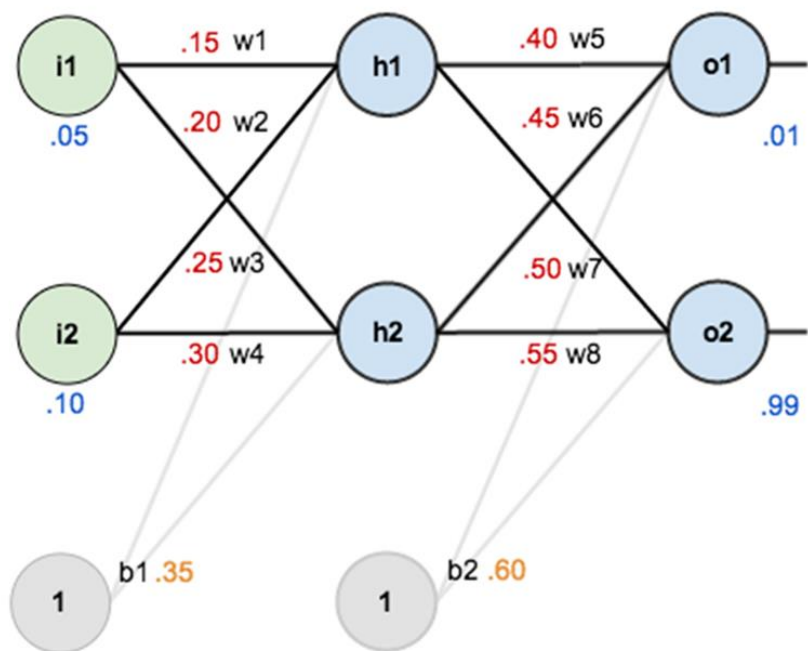 i1
.15 w1
h1
.40 w5
o1
.05
.20 w2
.45 w6
.01
.25 w3
.50 w7
i2
.30 w4
h2
.55 w8
o2
.10
.99
1
b1 .35
1
b2 .60